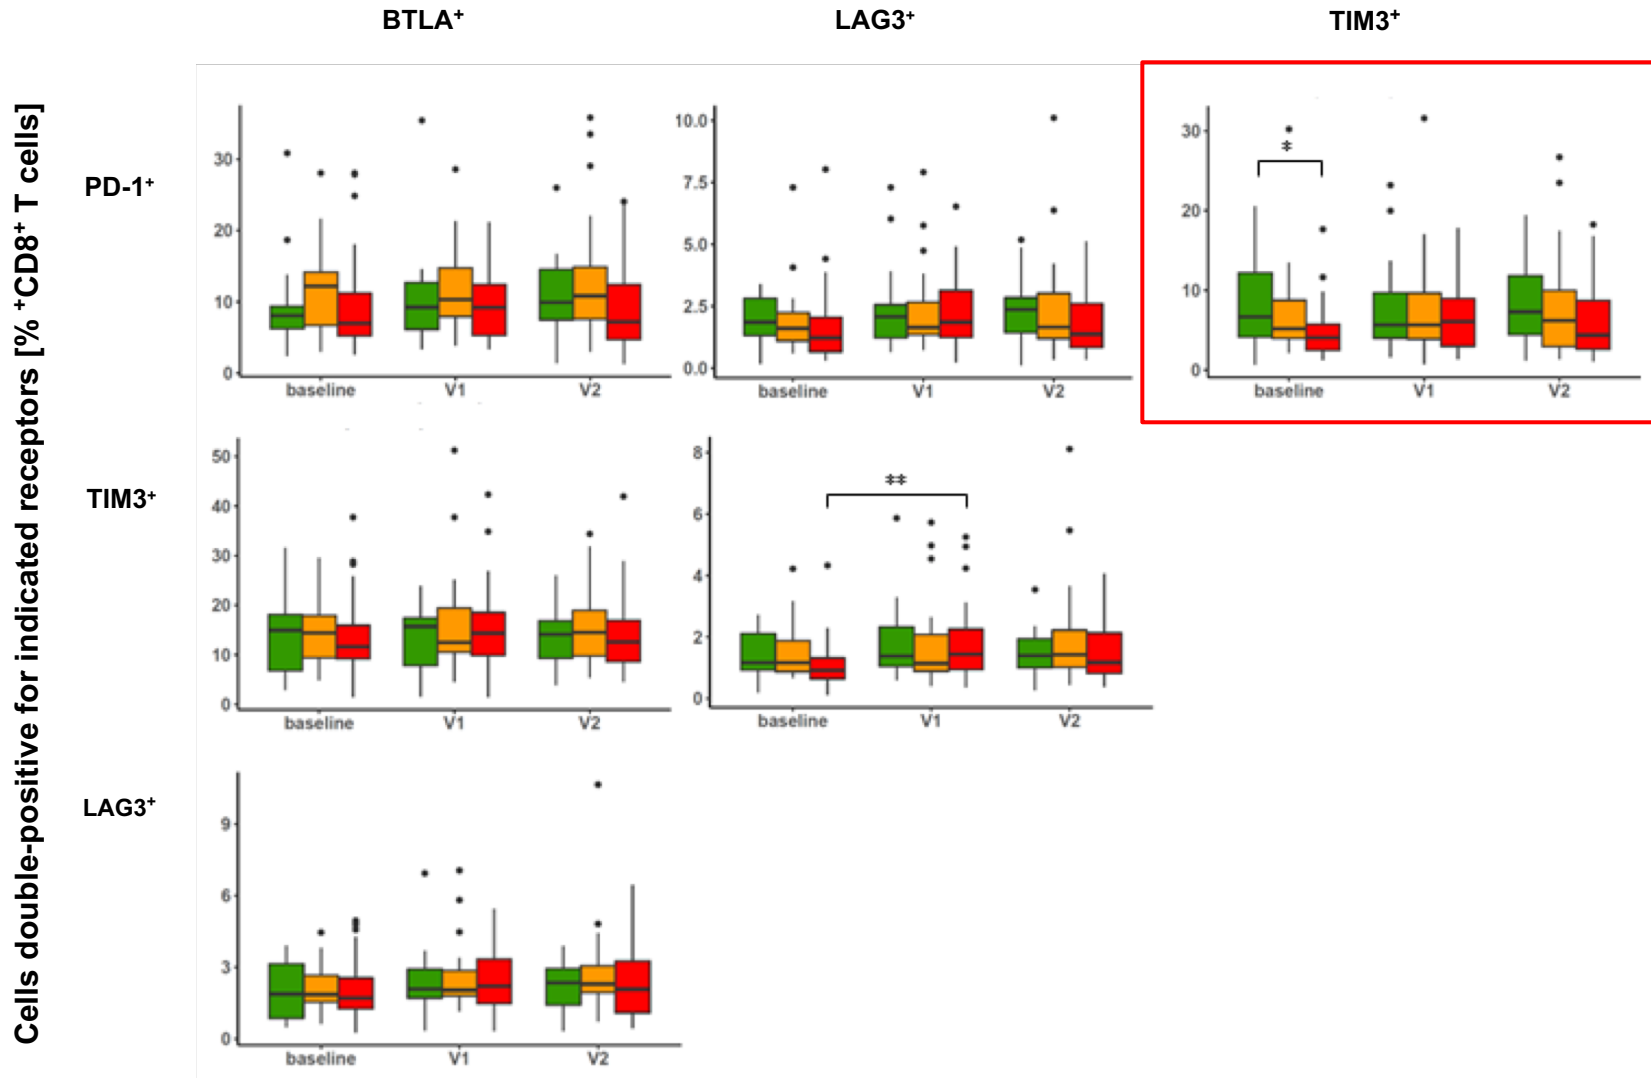 BTLA⁺ LAG3⁺ TIM3⁺
Cells double-positive for indicated receptors [% ⁺CD8⁺ T cells]
PD-1⁺
30
20
10
0
baseline V1 V2
10.0
7.5
5.0
2.5
0.0
baseline V1 V2
30
20
10
0
‡
baseline V1 V2
TIM3⁺
50
40
30
20
10
0
baseline V1 V2
8
6
4
2
0
‡‡
baseline V1 V2
LAG3⁺
9
6
3
0
baseline V1 V2